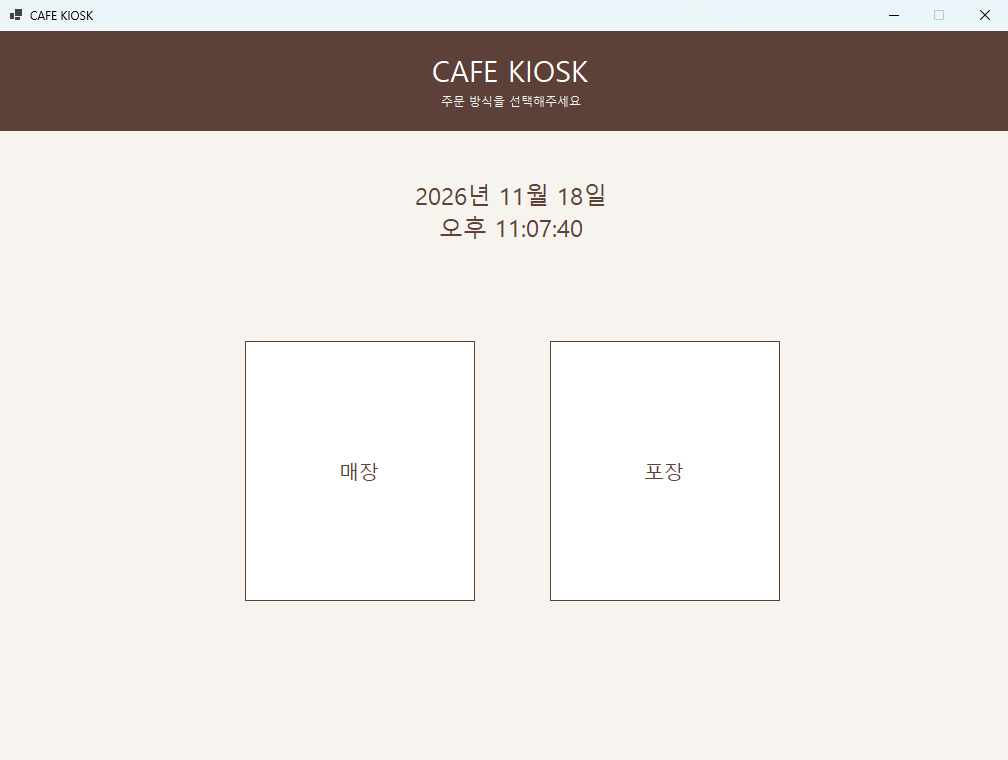 CAFE KIOSK
CAFE KIOSK
주문 방식을 선택해주세요
2026년 11월 18일
오후 11:07:40
매장
포장